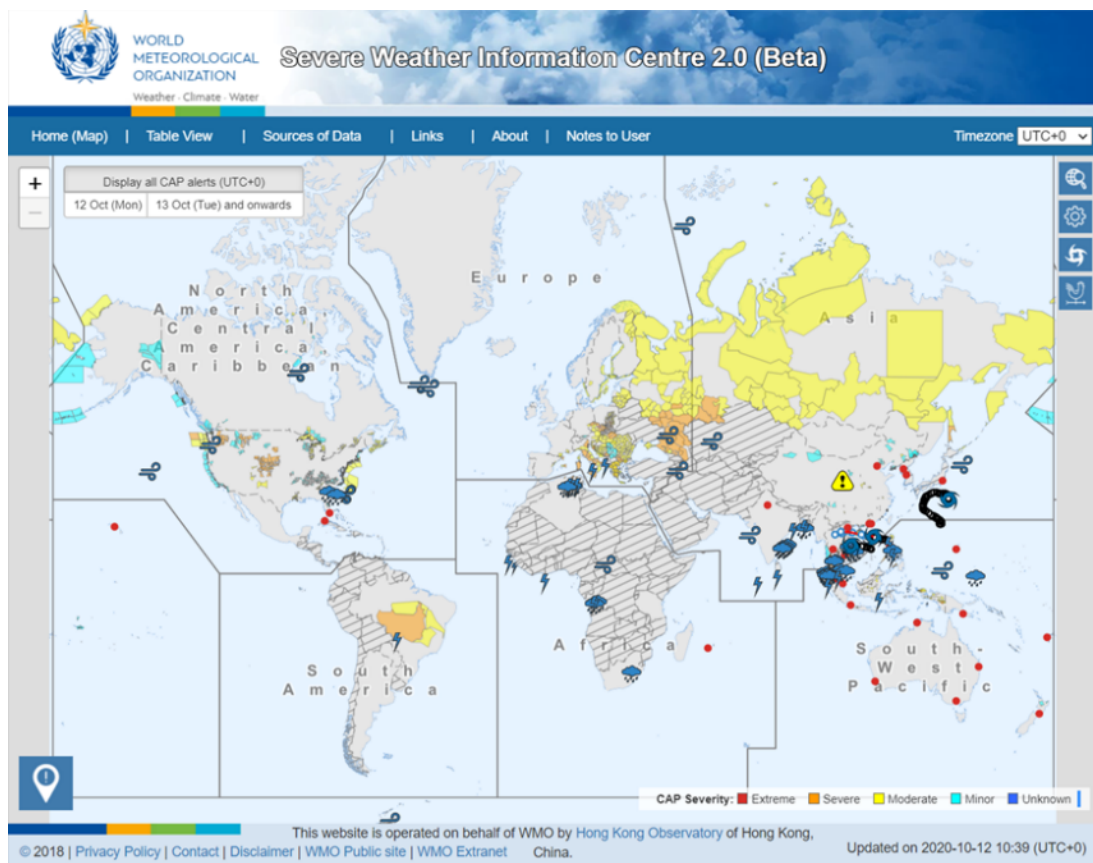 WORLD
METEOROLOGICAL
ORGANIZATION
Weather · Climate · Water
Severe Weather Information Centre 2.0 (Beta)
Home (Map) | Table View | Sources of Data | Links | About | Notes to User
Timezone UTC+0
+
−
Display all CAP alerts (UTC+0)
12 Oct (Mon) 13 Oct (Tue) and onwards
Europe
North
America,
Central
America,
Caribbean
Asia
Africa
South
America
South-
West
Pacific
CAP Severity: Extreme Severe Moderate Minor Unknown
This website is operated on behalf of WMO by Hong Kong Observatory of Hong Kong,
China.
© 2018 | Privacy Policy | Contact | Disclaimer | WMO Public site | WMO Extranet
Updated on 2020-10-12 10:39 (UTC+0)